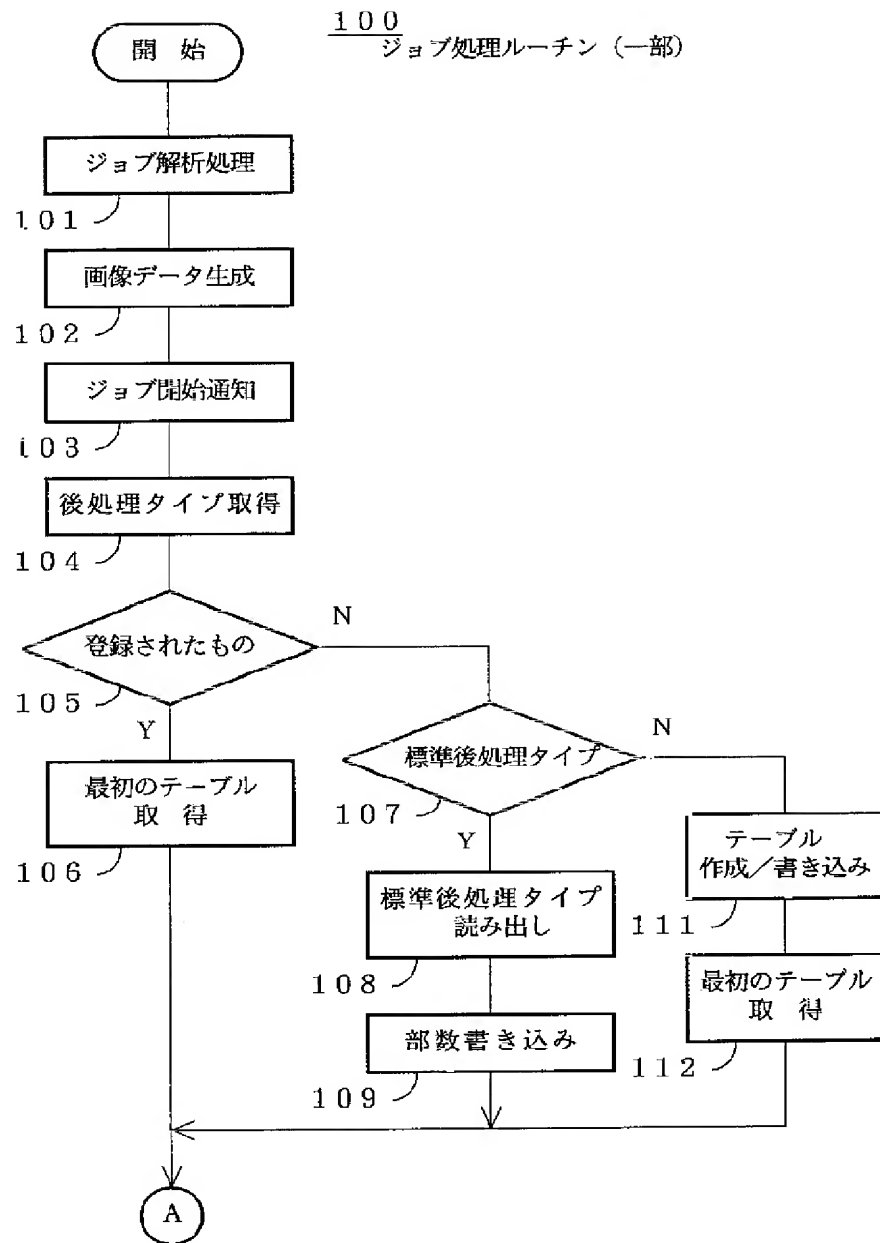 100
ジョブ処理ルーチン（一部）
開 始
ジョブ解析処理
101
画像データ生成
102
ジョブ開始通知
103
後処理タイプ取得
104
登録されたもの
N
105
Y
標準後処理タイプ
N
107
Y
最初のテーブル
取 得
106
テーブル
作成／書き込み
111
標準後処理タイプ
読み出し
108
最初のテーブル
取 得
112
部数書き込み
109
A